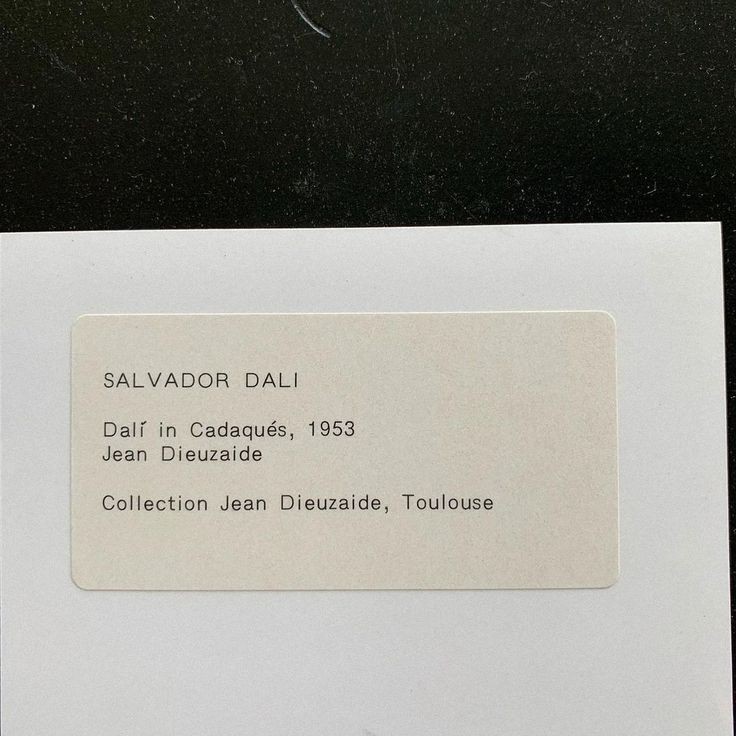 SALVADOR DALI
Dalí in Cadaqués, 1953
Jean Dieuzaide
Collection Jean Dieuzaide, Toulouse